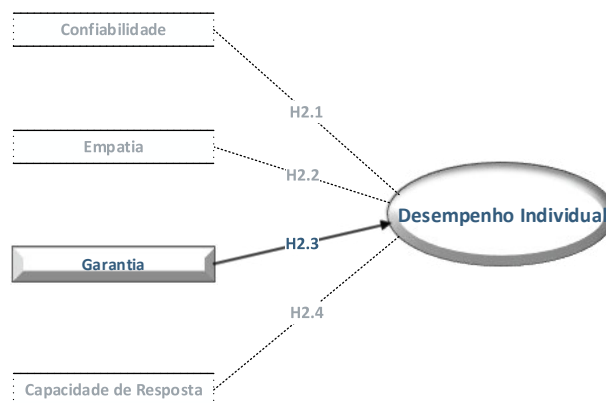 Confiabilidade
H2.1
Empatia
H2.2
Desempenho Individual
H2.3
Garantia
H2.4
Capacidade de Resposta